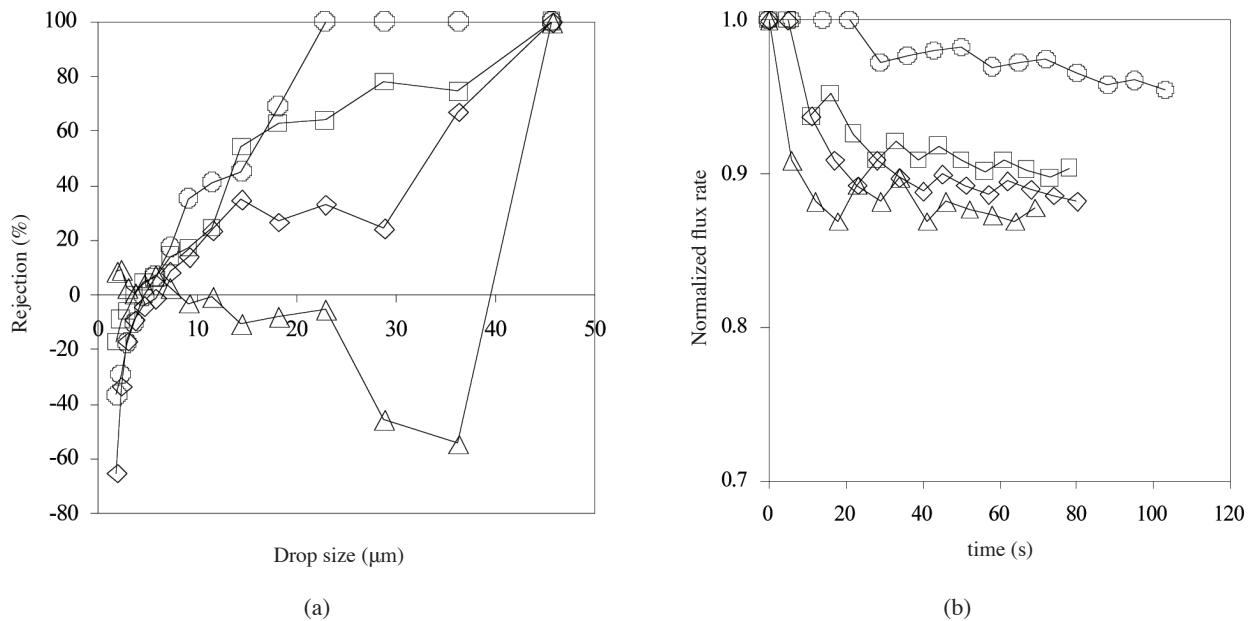 100
80
60
40
20
0
-20
-40
-60
-80
0 10 20 30 40 50
Rejection (%)
Drop size (μm)
(a)
1.0
0.9
0.8
0.7
0 20 40 60 80 100 120
Normalized flux rate
time (s)
(b)